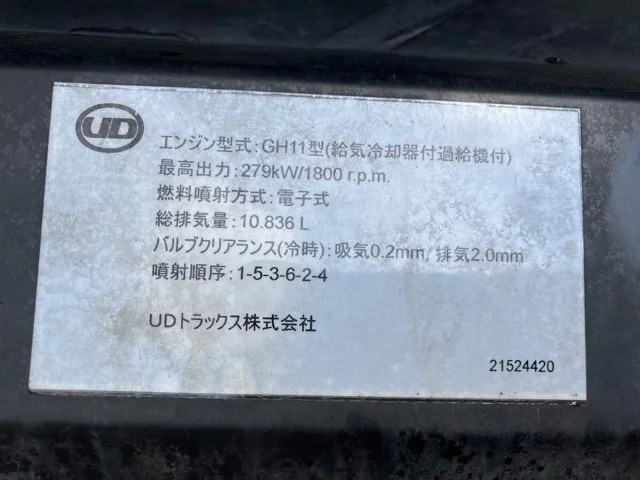 UD
エンジン型式:GH11型(給気冷却器付過給機付)
最高出力:279kW/1800 r.p.m.
燃料噴射方式:電子式
総排気量:10.836 L
バルブクリアランス(冷時):吸気0.2mm, 排気2.0mm
噴射順序:1-5-3-6-2-4
UDトラックス株式会社
21524420